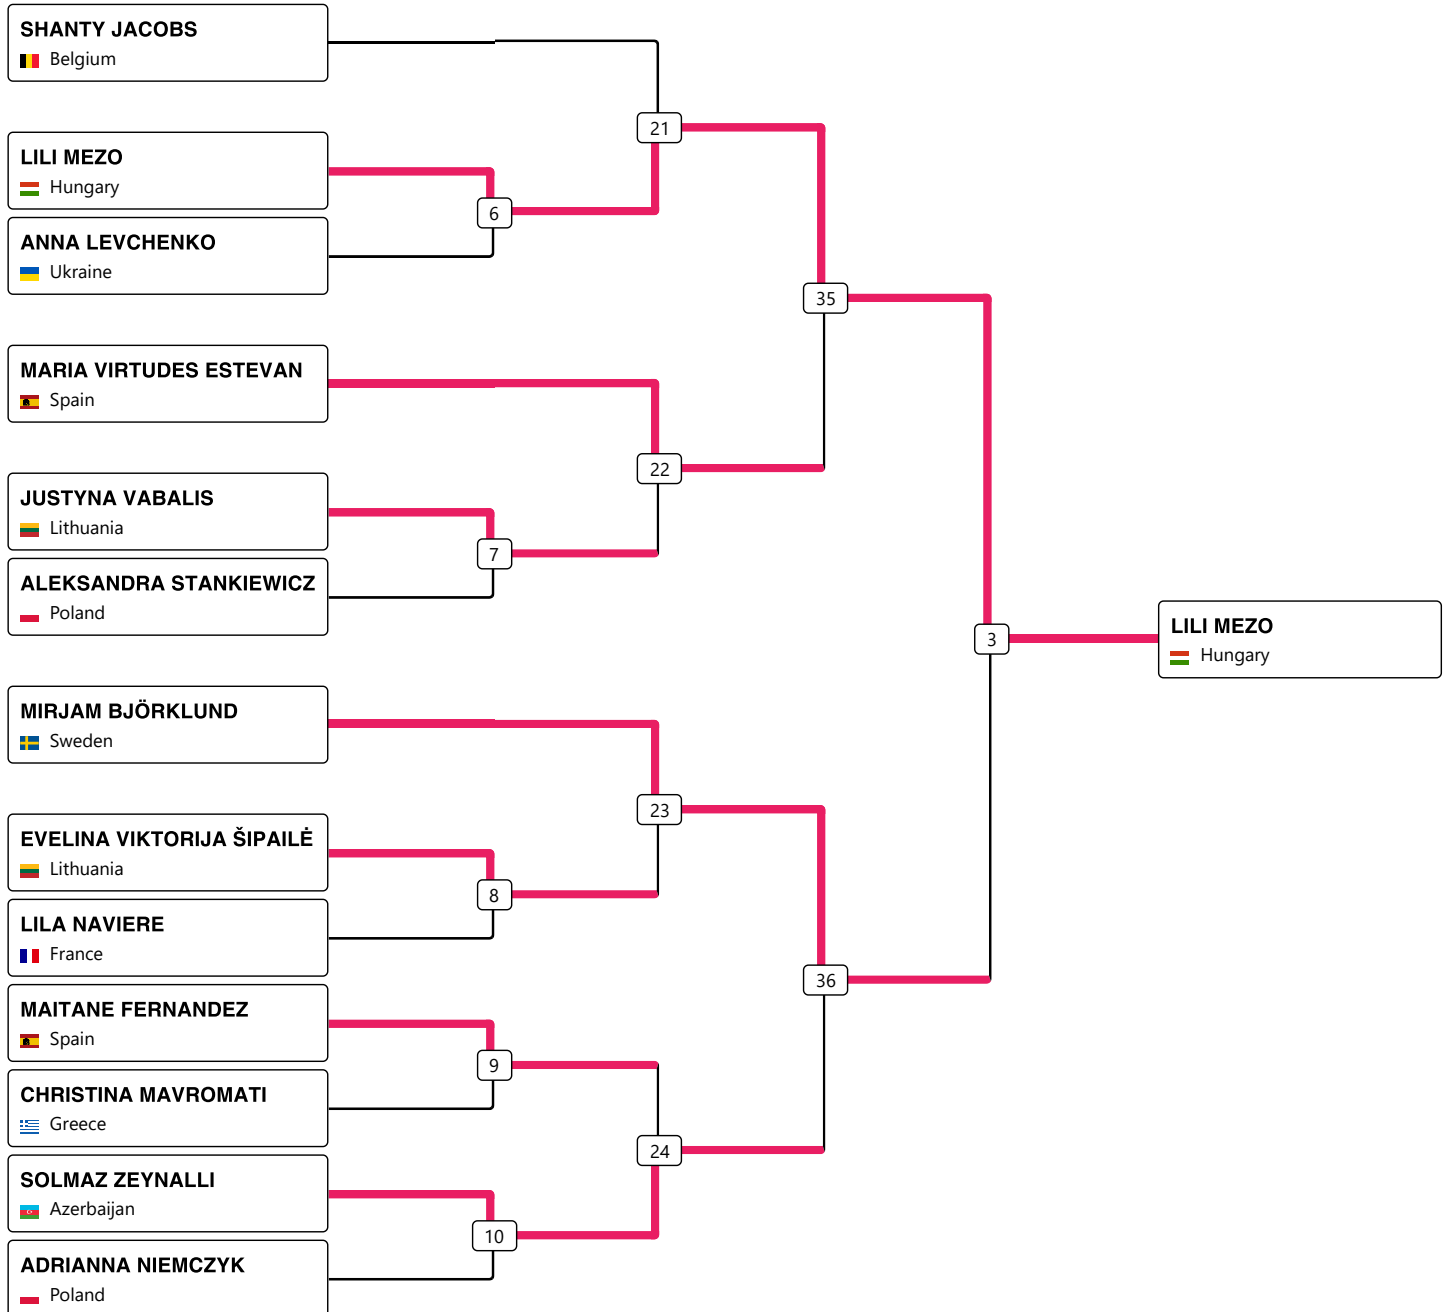 SHANTY JACOBS
Belgium
21
LILI MEZO
Hungary
6
ANNA LEVCHENKO
Ukraine
35
MARIA VIRTUDES ESTEVAN
Spain
22
JUSTYNA VABALIS
Lithuania
7
ALEKSANDRA STANKIEWICZ
Poland
3
LILI MEZO
Hungary
MIRJAM BJÖRKLUND
Sweden
23
EVELINA VIKTORIJA ŠIPAILĖ
Lithuania
8
LILA NAVIERE
France
36
MAITANE FERNANDEZ
Spain
9
CHRISTINA MAVROMATI
Greece
24
SOLMAZ ZEYNALLI
Azerbaijan
10
ADRIANNA NIEMCZYK
Poland